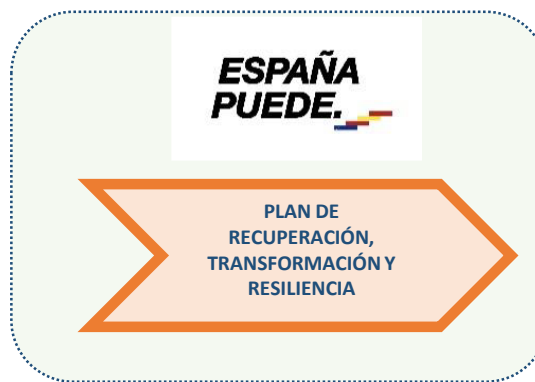 ESPAÑA
PUEDE.
PLAN DE
RECUPERACIÓN,
TRANSFORMACIÓN Y
RESILIENCIA